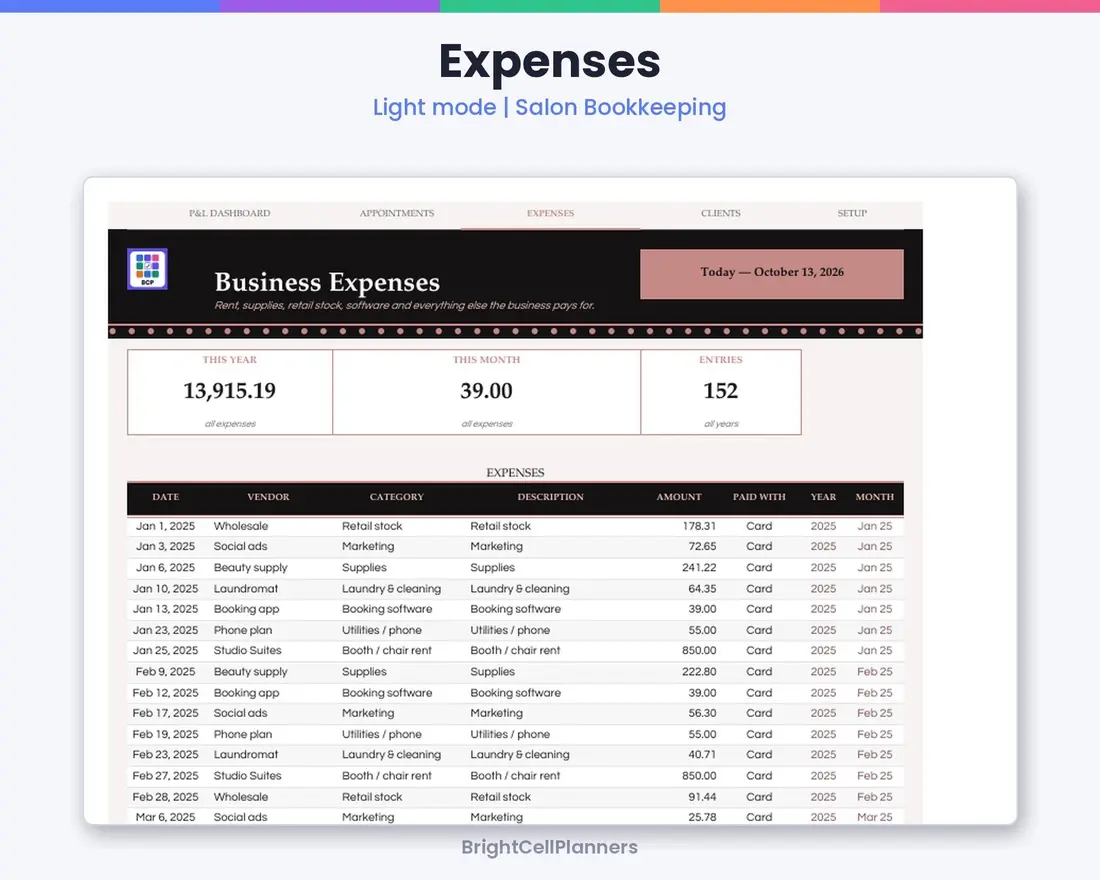 Expenses
Light mode | Salon Bookkeeping
P&L DASHBOARD APPOINTMENTS EXPENSES CLIENTS SETUP
BCP
Business Expenses
Today — October 13, 2026
Rent, supplies, retail stock, software and everything else the business pays for.
THIS YEAR THIS MONTH ENTRIES
13,915.19 39.00 152
all expenses all expenses all years
EXPENSES
DATE VENDOR CATEGORY DESCRIPTION AMOUNT PAID WITH YEAR MONTH
Jan 1, 2025 Wholesale Retail stock Retail stock 178.31 Card 2025 Jan 25
Jan 3, 2025 Social ads Marketing Marketing 72.65 Card 2025 Jan 25
Jan 6, 2025 Beauty supply Supplies Supplies 241.22 Card 2025 Jan 25
Jan 10, 2025 Laundromat Laundry & cleaning Laundry & cleaning 64.35 Card 2025 Jan 25
Jan 13, 2025 Booking app Booking software Booking software 39.00 Card 2025 Jan 25
Jan 23, 2025 Phone plan Utilities / phone Utilities / phone 55.00 Card 2025 Jan 25
Jan 25, 2025 Studio Suites Booth / chair rent Booth / chair rent 850.00 Card 2025 Jan 25
Feb 9, 2025 Beauty supply Supplies Supplies 222.80 Card 2025 Feb 25
Feb 12, 2025 Booking app Booking software Booking software 39.00 Card 2025 Feb 25
Feb 17, 2025 Social ads Marketing Marketing 56.30 Card 2025 Feb 25
Feb 19, 2025 Phone plan Utilities / phone Utilities / phone 55.00 Card 2025 Feb 25
Feb 23, 2025 Laundromat Laundry & cleaning Laundry & cleaning 40.71 Card 2025 Feb 25
Feb 27, 2025 Studio Suites Booth / chair rent Booth / chair rent 850.00 Card 2025 Feb 25
Feb 28, 2025 Wholesale Retail stock Retail stock 91.44 Card 2025 Feb 25
Mar 6, 2025 Social ads Marketing Marketing 25.78 Card 2025 Mar 25
BrightCellPlanners